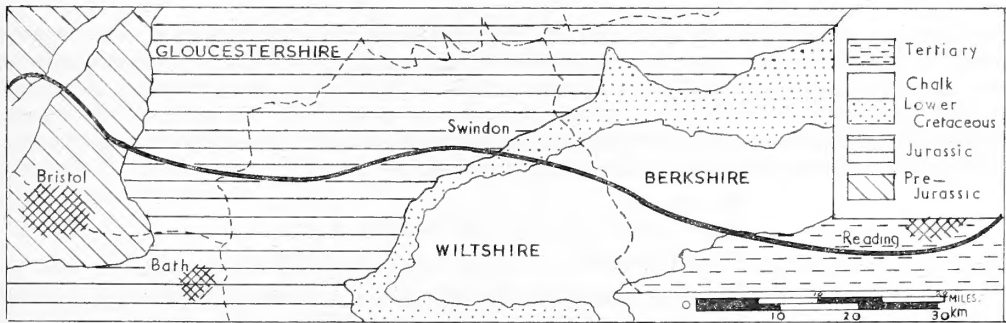 GLOUCESTERSHIRE
Swindon
Bristol
Bath
WILTSHIRE
BERKSHIRE
Reading
Tertiary
Chalk
Lower
Cretaceous
Jurassic
Pre—
Jurassic
0 MILES
10 20 30 km